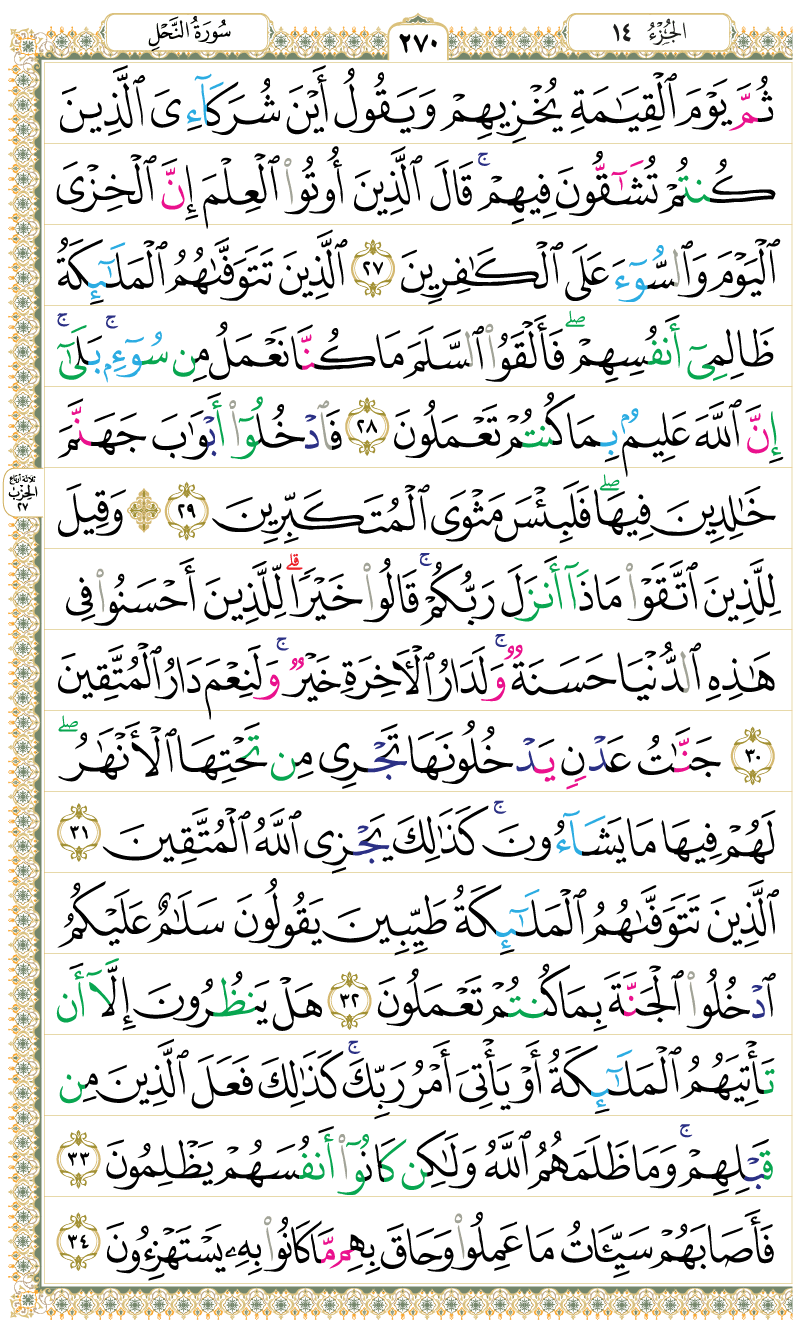 سُورَةُ النَّحْلِ
٢٧٠
الجُزْءُ ١٤
ثُمَّ يَوْمَ ٱلْقِيَـٰمَةِ يُخْزِيهِمْ وَيَقُولُ أَيْنَ شُرَكَآءِىَ ٱلَّذِينَ
كُنتُمْ تُشَـٰٓقُّونَ فِيهِمْ ۚ قَالَ ٱلَّذِينَ أُوتُوا۟ ٱلْعِلْمَ إِنَّ ٱلْخِزْىَ
ٱلْيَوْمَ وَٱلسُّوٓءَ عَلَى ٱلْكَـٰفِرِينَ ٢٧ ٱلَّذِينَ تَتَوَفَّىٰهُمُ ٱلْمَلَـٰٓئِكَةُ
ظَالِمِىٓ أَنفُسِهِمْ ۖ فَأَلْقَوُا۟ ٱلسَّلَمَ مَا كُنَّا نَعْمَلُ مِن سُوٓءٍۭ ۚ بَلَىٰٓ ۚ
إِنَّ ٱللَّهَ عَلِيمٌۢ بِمَا كُنتُمْ تَعْمَلُونَ ٢٨ فَٱدْخُلُوٓا۟ أَبْوَٰبَ جَهَنَّمَ
خَـٰلِدِينَ فِيهَا ۖ فَلَبِئْسَ مَثْوَى ٱلْمُتَكَبِّرِينَ ٢٩ ۞ وَقِيلَ
ثلاثة أرباع
الحزب
٢٧
لِلَّذِينَ ٱتَّقَوْا۟ مَاذَآ أَنزَلَ رَبُّكُمْ ۚ قَالُوا۟ خَيْرًا ۗ لِّلَّذِينَ أَحْسَنُوا۟ فِى
هَـٰذِهِ ٱلدُّنْيَا حَسَنَةٌ ۚ وَلَدَارُ ٱلْـَٔاخِرَةِ خَيْرٌ ۚ وَلَنِعْمَ دَارُ ٱلْمُتَّقِينَ
٣٠ جَنَّـٰتُ عَدْنٍ يَدْخُلُونَهَا تَجْرِى مِن تَحْتِهَا ٱلْأَنْهَـٰرُ ۖ
لَهُمْ فِيهَا مَا يَشَآءُونَ ۚ كَذَٰلِكَ يَجْزِى ٱللَّهُ ٱلْمُتَّقِينَ ٣١
ٱلَّذِينَ تَتَوَفَّىٰهُمُ ٱلْمَلَـٰٓئِكَةُ طَيِّبِينَ يَقُولُونَ سَلَـٰمٌ عَلَيْكُمُ
ٱدْخُلُوا۟ ٱلْجَنَّةَ بِمَا كُنتُمْ تَعْمَلُونَ ٣٢ هَلْ يَنظُرُونَ إِلَّآ أَن
تَأْتِيَهُمُ ٱلْمَلَـٰٓئِكَةُ أَوْ يَأْتِىَ أَمْرُ رَبِّكَ ۚ كَذَٰلِكَ فَعَلَ ٱلَّذِينَ مِن
قَبْلِهِمْ ۚ وَمَا ظَلَمَهُمُ ٱللَّهُ وَلَـٰكِن كَانُوٓا۟ أَنفُسَهُمْ يَظْلِمُونَ ٣٣
فَأَصَابَهُمْ سَيِّـَٔاتُ مَا عَمِلُوا۟ وَحَاقَ بِهِم مَّا كَانُوا۟ بِهِۦ يَسْتَهْزِءُونَ ٣٤